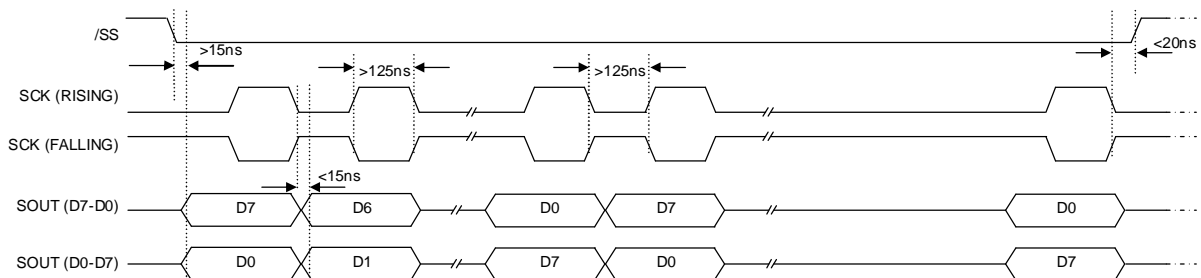 /SS
>15ns
<20ns
>125ns
>125ns
SCK (RISING)
SCK (FALLING)
<15ns
SOUT (D7-D0)
D7
D6
D0
D7
D0
SOUT (D0-D7)
D0
D1
D7
D0
D7